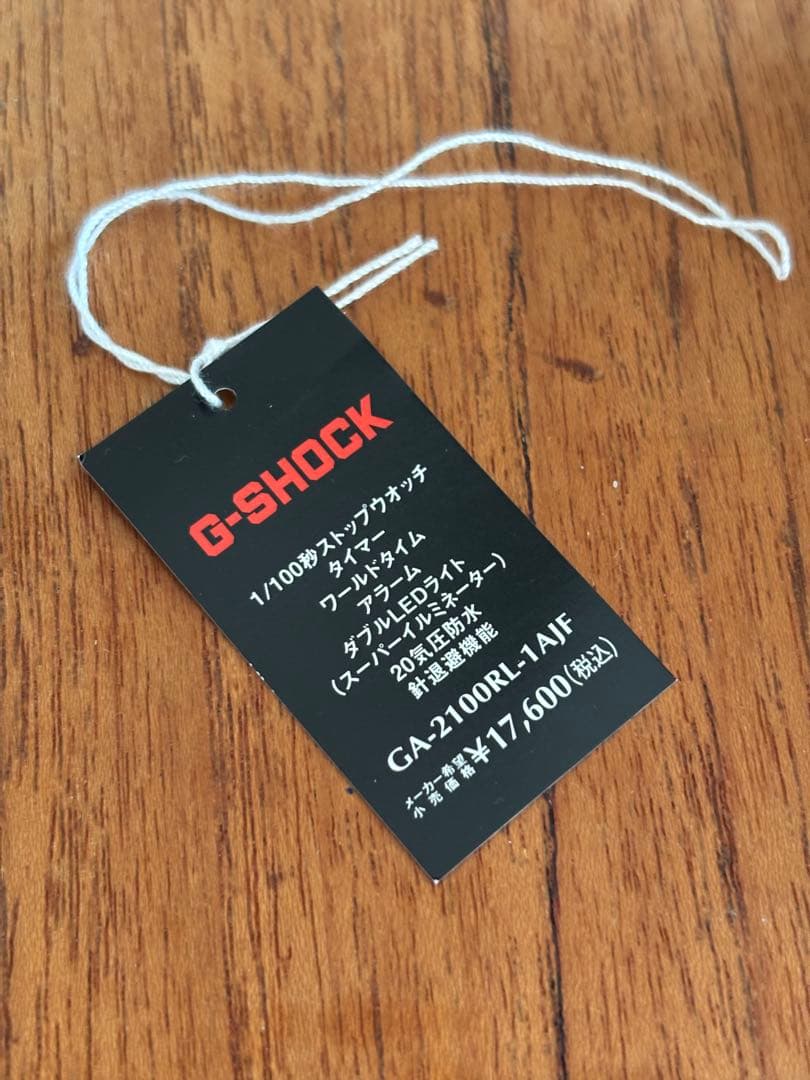 G-SHOCK
1/100秒ストップウオッチ
タイマー
ワールドタイム
アラーム
ダブルLEDライト
(スーパーイルミネーター)
20気圧防水
針退避機能
GA-2100RL-1AJF
メーカー希望小売価格¥17,600(税込)